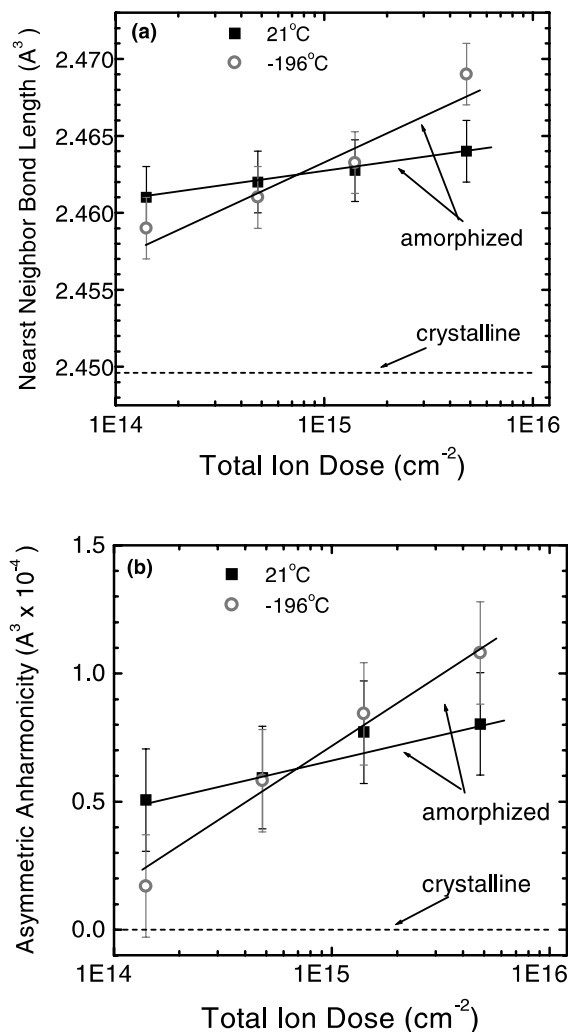 (a)
21°C
-196°C
2.470
2.465
2.460
2.455
2.450
Nearst Neighbor Bond Length (A³)
amorphized
crystalline
1E14
1E15
1E16
Total Ion Dose (cm⁻²)
(b)
21°C
-196°C
1.5
1.0
0.5
0.0
Asymmetric Anharmonicity (A³ x 10⁻⁴)
amorphized
crystalline
1E14
1E15
1E16
Total Ion Dose (cm⁻²)